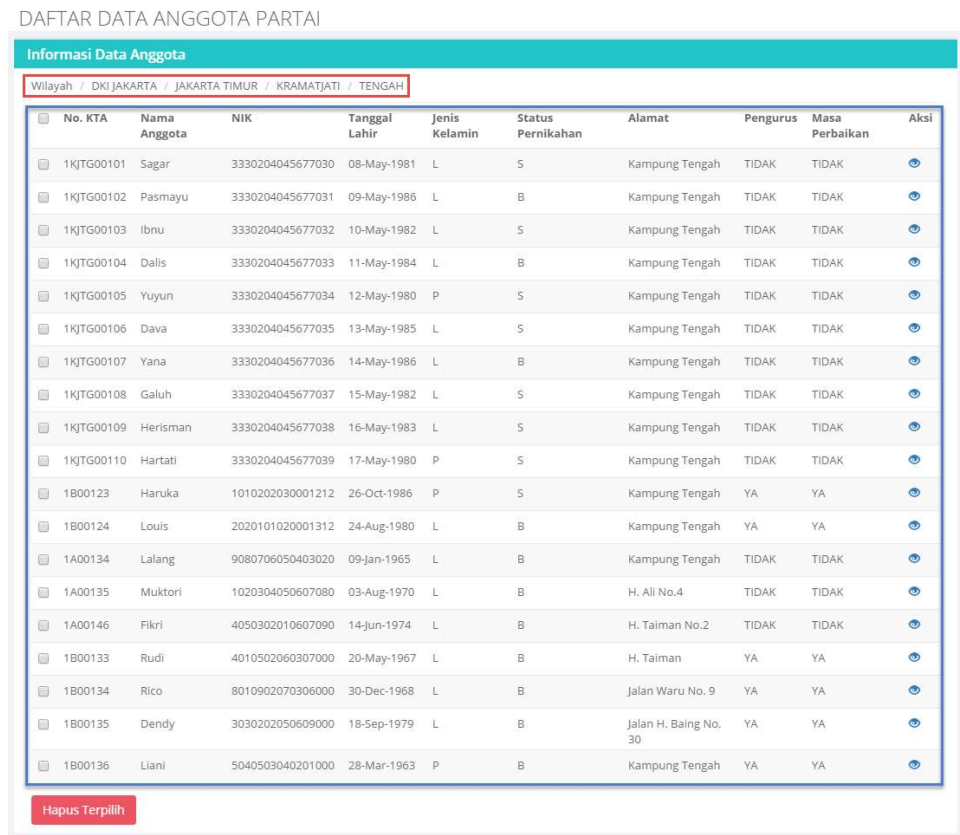 DAFTAR DATA ANGGOTA PARTAI
Informasi Data Anggota
Wilayah / DKI JAKARTA / JAKARTA TIMUR / KRAMATJATI / TENGAH
No. KTA Nama Anggota NIK Tanggal Lahir Jenis Kelamin Status Pernikahan Alamat Pengurus Masa Perbaikan Aksi
1KJTG00101 Sagar 3330204045677030 08-May-1981 L S Kampung Tengah TIDAK TIDAK
1KJTG00102 Pasmayu 3330204045677031 09-May-1986 L B Kampung Tengah TIDAK TIDAK
1KJTG00103 Ibnu 3330204045677032 10-May-1982 L S Kampung Tengah TIDAK TIDAK
1KJTG00104 Dalis 3330204045677033 11-May-1984 L B Kampung Tengah TIDAK TIDAK
1KJTG00105 Yuyun 3330204045677034 12-May-1980 P S Kampung Tengah TIDAK TIDAK
1KJTG00106 Dava 3330204045677035 13-May-1985 L S Kampung Tengah TIDAK TIDAK
1KJTG00107 Yana 3330204045677036 14-May-1986 L B Kampung Tengah TIDAK TIDAK
1KJTG00108 Galuh 3330204045677037 15-May-1982 L S Kampung Tengah TIDAK TIDAK
1KJTG00109 Herisman 3330204045677038 16-May-1983 L S Kampung Tengah TIDAK TIDAK
1KJTG00110 Hartati 3330204045677039 17-May-1980 P S Kampung Tengah TIDAK TIDAK
1B00123 Haruka 1010202030001212 26-Oct-1986 P S Kampung Tengah YA YA
1B00124 Louis 2020101020001312 24-Aug-1980 L B Kampung Tengah YA YA
1A00134 Lalang 9080706050403020 09-Jan-1965 L B Kampung Tengah TIDAK TIDAK
1A00135 Muktori 1020304050607080 03-Aug-1970 L B H. Ali No.4 TIDAK TIDAK
1A00146 Fikri 4050302010607090 14-Jun-1974 L B H. Taiman No.2 TIDAK TIDAK
1B00133 Rudi 4010502060307000 20-May-1967 L B H. Taiman YA YA
1B00134 Rico 8010902070306000 30-Dec-1968 L B Jalan Waru No. 9 YA YA
1B00135 Dendy 3030202050609000 18-Sep-1979 L B Jalan H. Baing No. 30 YA YA
1B00136 Liani 5040503040201000 28-Mar-1963 P B Kampung Tengah YA YA
Hapus Terpilih